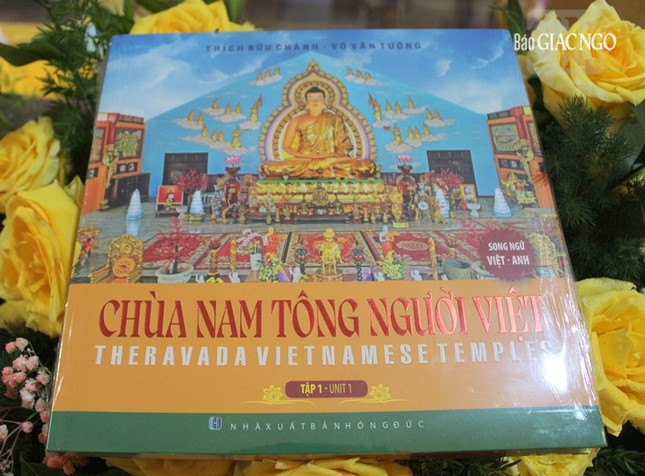 Báo GIÁC NGỘ
THÍCH BỬU CHÁNH - VÕ VĂN TƯỜNG
SONG NGỮ
VIỆT - ANH
CHÙA NAM TÔNG NGƯỜI VIỆT
THERAVADA VIETNAMESE TEMPLES
TẬP 1 - UNIT 1
NHÀ XUẤT BẢN HỒNG ĐỨC